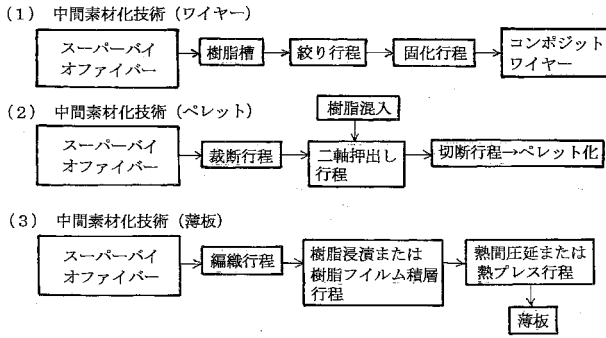 (1) 中間素材化技術 (ワイヤー)
スーパーバイ
オファイバー
樹脂槽
絞り行程
固化行程
コンポジット
ワイヤー
(2) 中間素材化技術 (ペレット)
樹脂混入
スーパーバイ
オファイバー
裁断行程
二軸押出し
行程
切断行程→ペレット化
(3) 中間素材化技術 (薄板)
スーパーバイ
オファイバー
編織行程
樹脂浸漬または
樹脂フイルム積層
行程
熱間圧延または
熱プレス行程
薄板